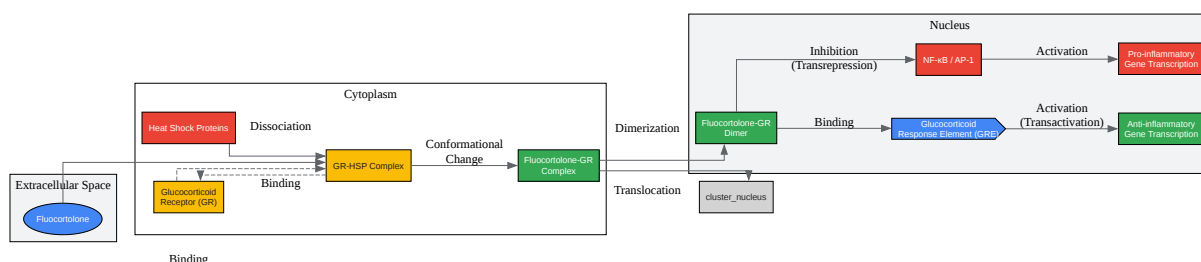 Nucleus
Inhibition
(Transrepression)
NF-κB / AP-1
Activation
Pro-inflammatory
Gene Transcription
Cytoplasm
Heat Shock Proteins
Dissociation
Dimerization
Fluocortolone-GR
Dimer
Binding
Glucocorticoid
Response Element (GRE)
Activation
(Transactivation)
Anti-inflammatory
Gene Transcription
GR-HSP Complex
Conformational
Change
Fluocortolone-GR
Complex
Extracellular Space
Fluocortolone
Binding
Glucocorticoid
Receptor (GR)
Translocation
cluster_nucleus
Binding